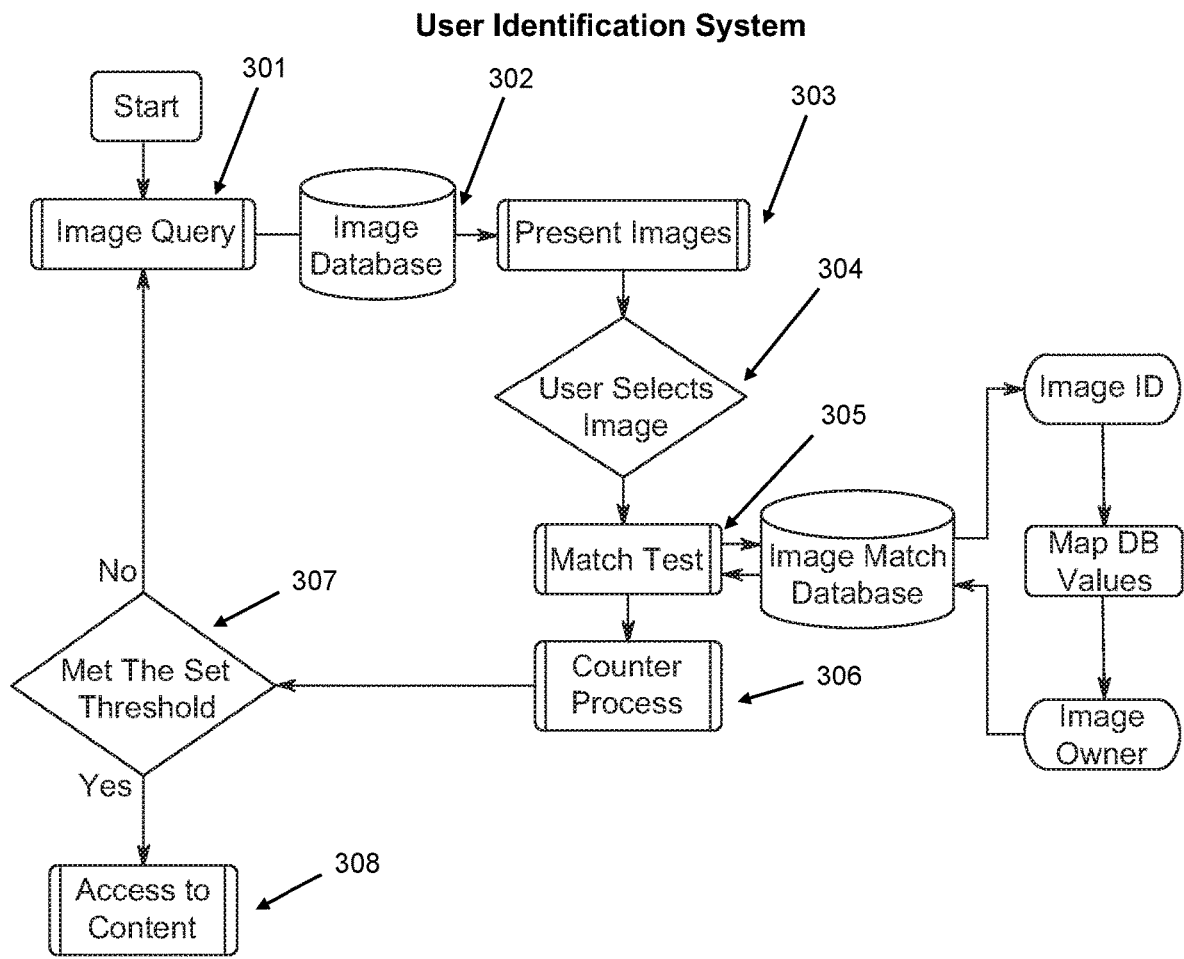 User Identification System
301
302
303
Start
Image Query
Image
Database
Present Images
304
User Selects
Image
Image ID
305
Match Test
Image Match
Database
Map DB
Values
No
307
Met The Set
Threshold
Counter
Process
306
Image
Owner
Yes
308
Access to
Content